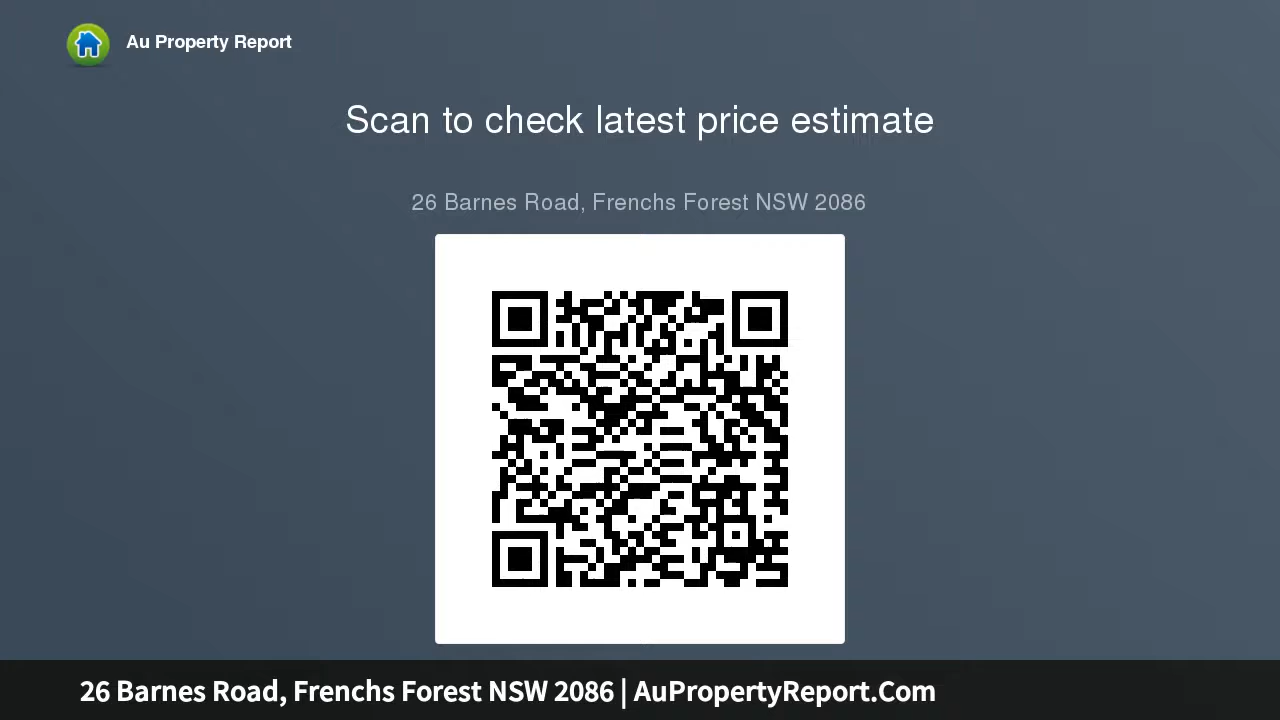 Au Property Report
Scan to check latest price estimate
26 Barnes Road, Frenchs Forest NSW 2086
26 Barnes Road, Frenchs Forest NSW 2086 | AuPropertyReport.Com